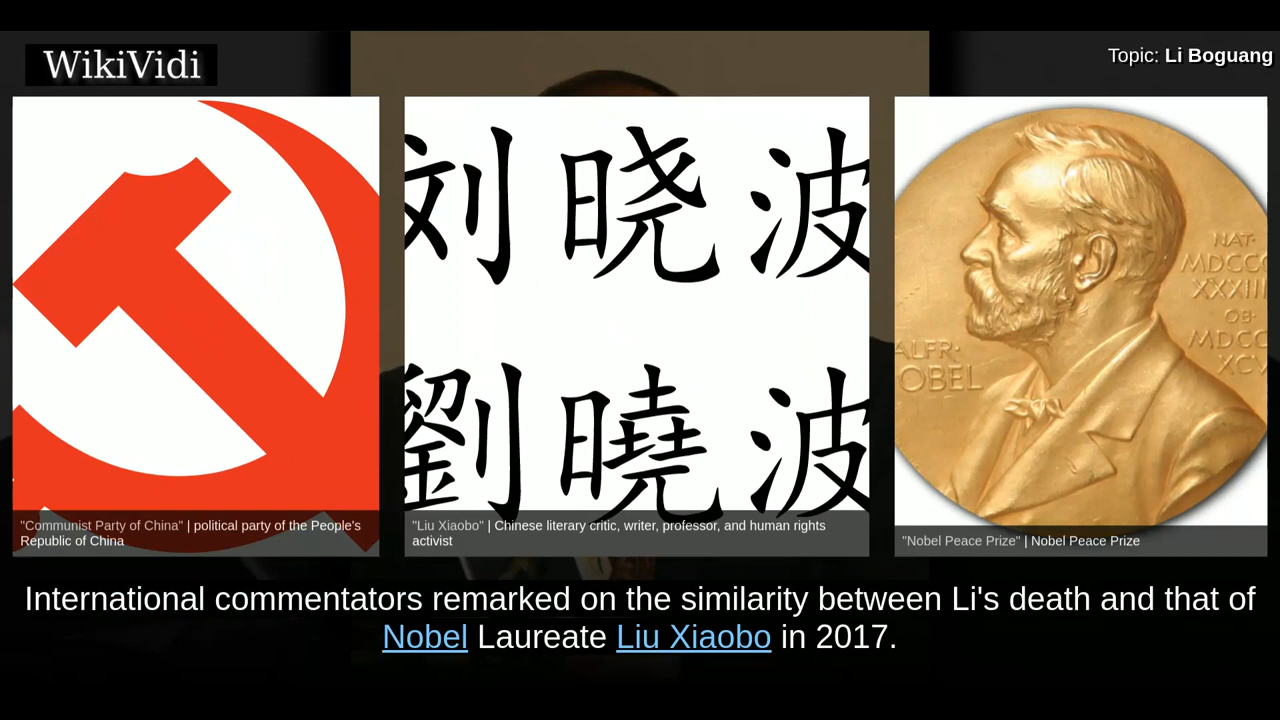 WikiVidi
Topic: Li Boguang
刘晓波
劉曉波
NAT·
MDCCC
XXXIII
OB·
MDCCC
XCV
ALFR·
NOBEL
"Communist Party of China" | political party of the People's
Republic of China
"Liu Xiaobo" | Chinese literary critic, writer, professor, and human rights
activist
"Nobel Peace Prize" | Nobel Peace Prize
International commentators remarked on the similarity between Li's death and that of
Nobel Laureate Liu Xiaobo in 2017.